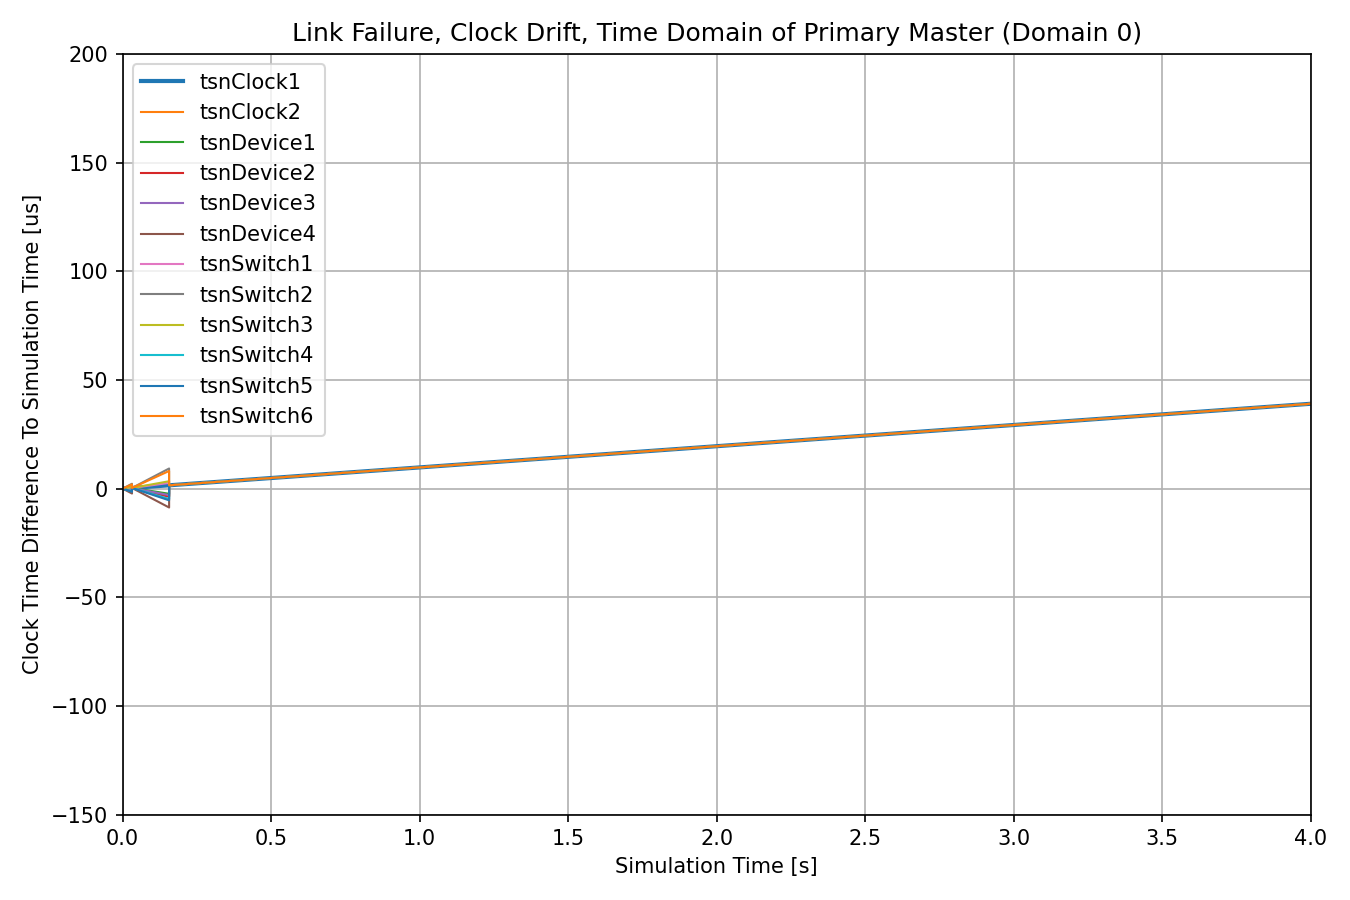 Link Failure, Clock Drift, Time Domain of Primary Master (Domain 0)
Clock Time Difference To Simulation Time [us]
200
150
100
50
0
−50
−100
−150
tsnClock1
tsnClock2
tsnDevice1
tsnDevice2
tsnDevice3
tsnDevice4
tsnSwitch1
tsnSwitch2
tsnSwitch3
tsnSwitch4
tsnSwitch5
tsnSwitch6
0.0 0.5 1.0 1.5 2.0 2.5 3.0 3.5 4.0
Simulation Time [s]